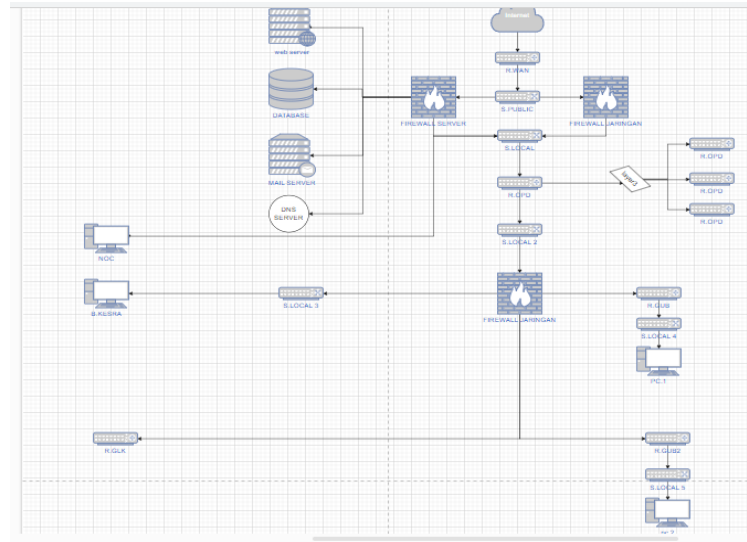 Internet
web server
R.WAN
DATABASE
FIREWALL SERVER
S.PUBLIC
FIREWALL JARINGAN
S.LOCAL
R.OPD
MAIL SERVER
R.OPD
layer3
R.OPD
DNS
SERVER
R.OPD
S.LOCAL 2
NOC
B.KESRA
S.LOCAL 3
FIREWALL JARINGAN
R.GUB
S.LOCAL 4
PC.1
R.GLK
R.GUB2
S.LOCAL 5